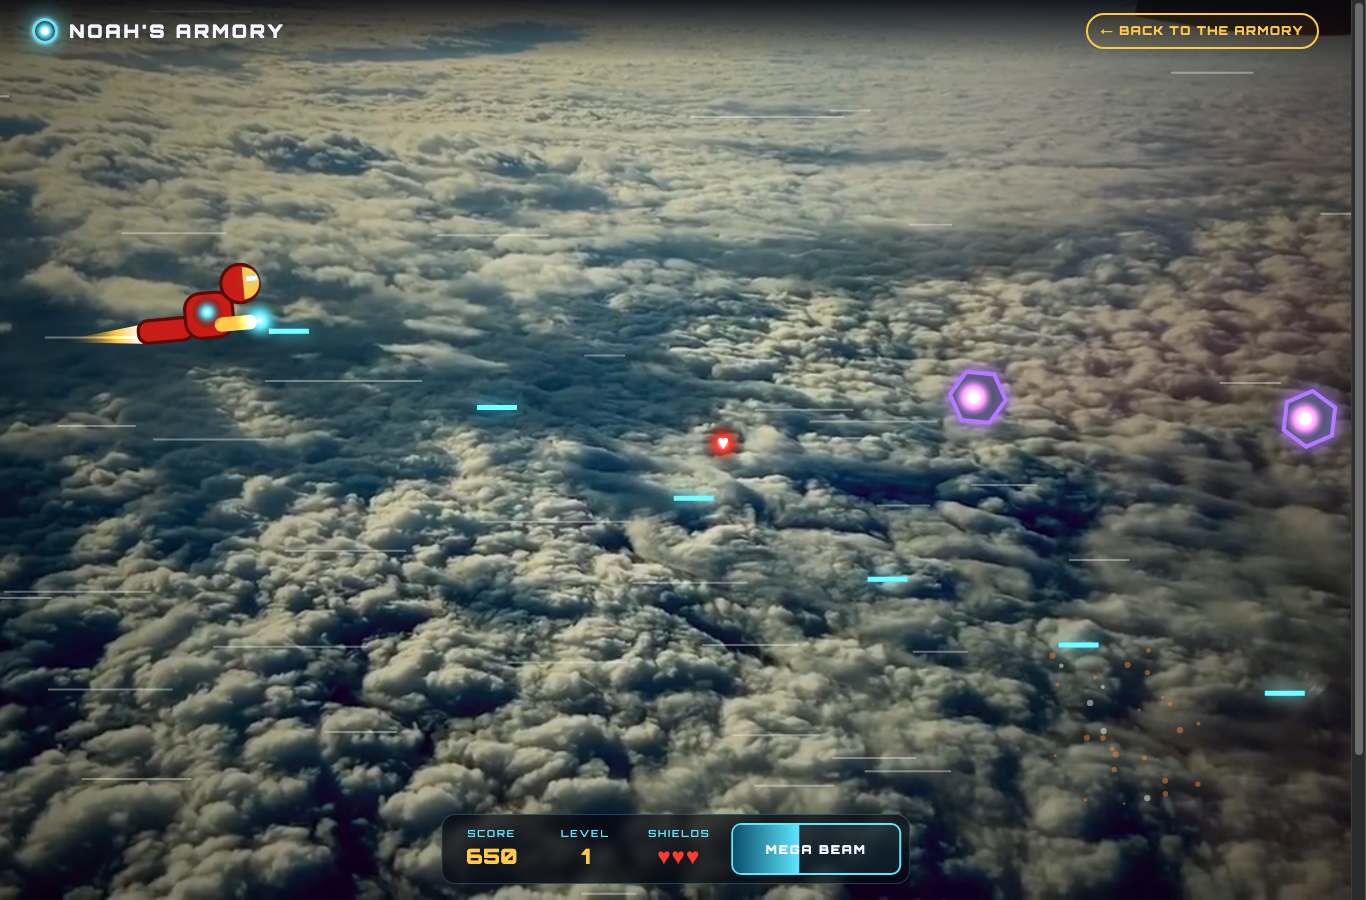 NOAH'S ARMORY
← BACK TO THE ARMORY
SCORE
650
LEVEL
1
SHIELDS
♥♥♥
MEGA BEAM